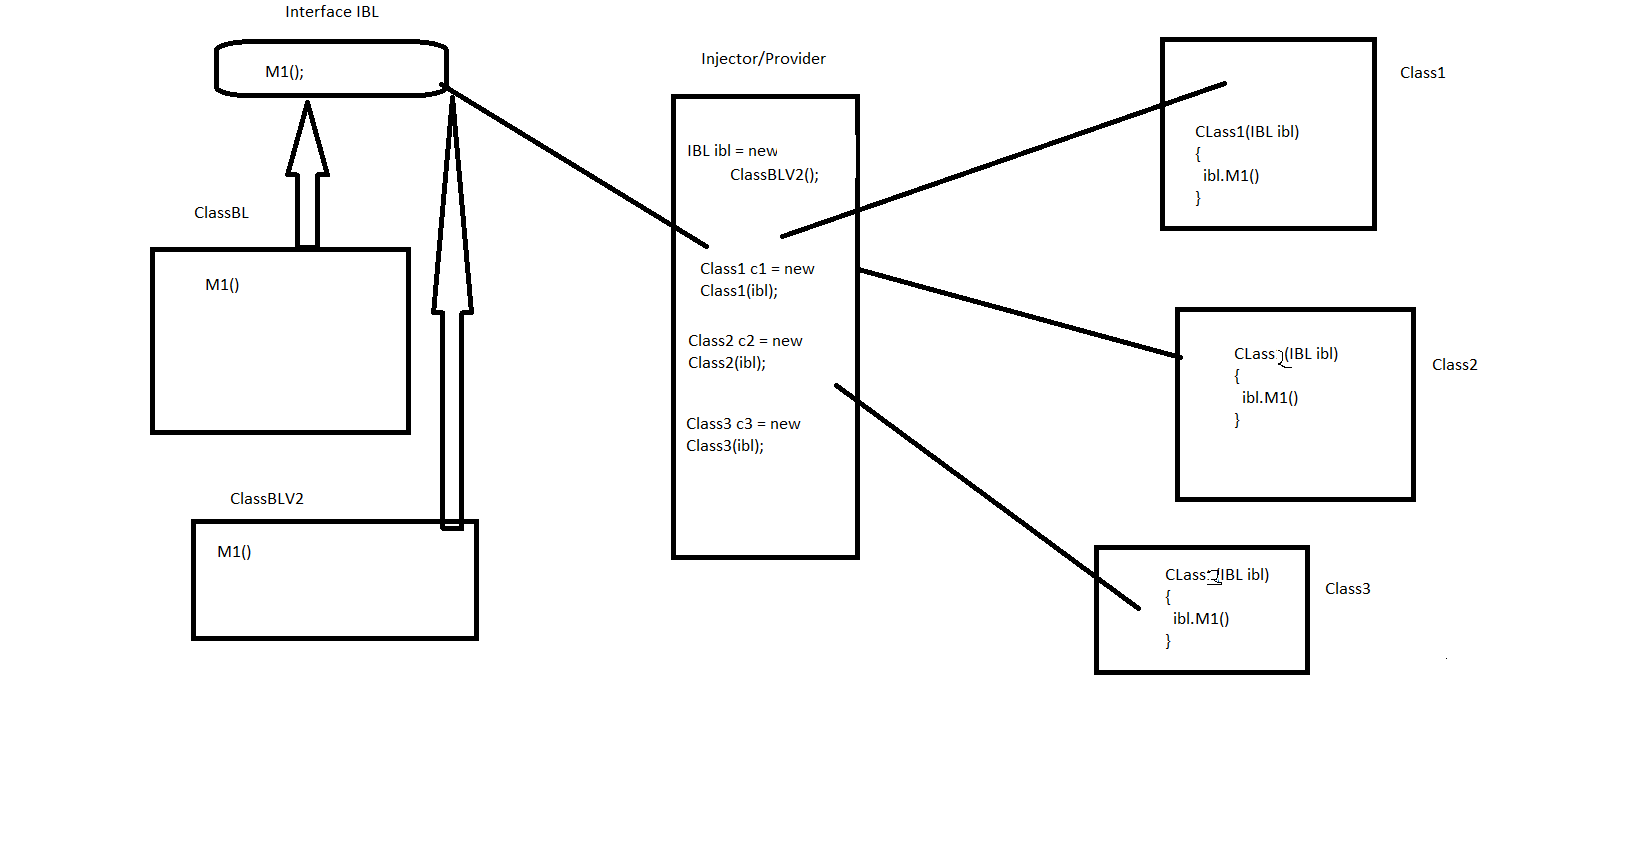 Interface IBL
M1();
ClassBL
M1()
ClassBLV2
M1()
Injector/Provider
IBL ibl = new
ClassBLV2();
Class1 c1 = new
Class1(ibl);
Class2 c2 = new
Class2(ibl);
Class3 c3 = new
Class3(ibl);
Class1
CLass1(IBL ibl)
{
ibl.M1()
}
Class2
CLass2(IBL ibl)
{
ibl.M1()
}
Class3
(IBL ibl)
{
ibl.M1()
}